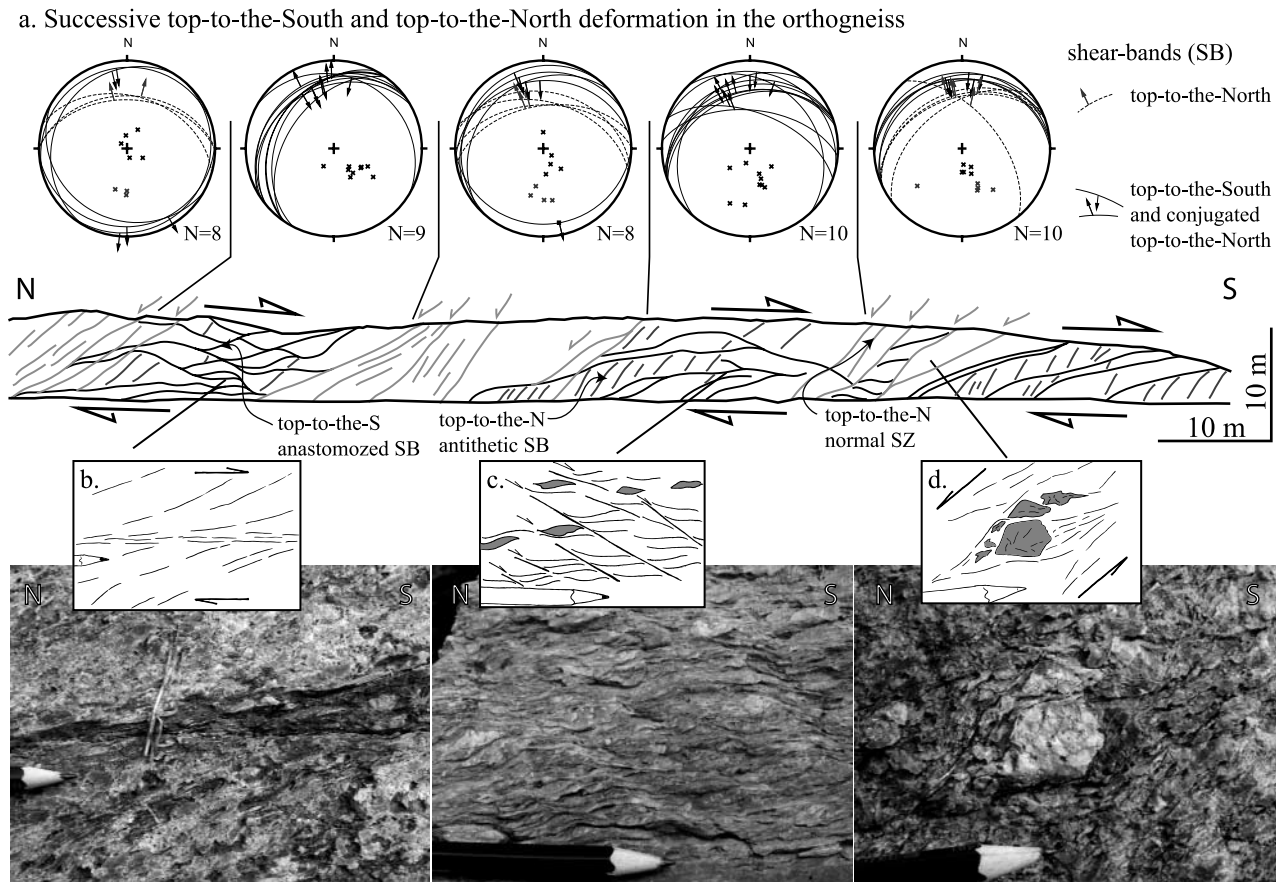 a. Successive top-to-the-South and top-to-the-North deformation in the orthogneiss
N
N
N
N
N
shear-bands (SB)
top-to-the-North
top-to-the-South
and conjugated
top-to-the-North
N=8
N=9
N=8
N=10
N=10
N
S
top-to-the-S
anastomozed SB
top-to-the-N
antithetic SB
top-to-the-N
normal SZ
10 m
10 m
b.
c.
d.
N
S
N
S
N
S